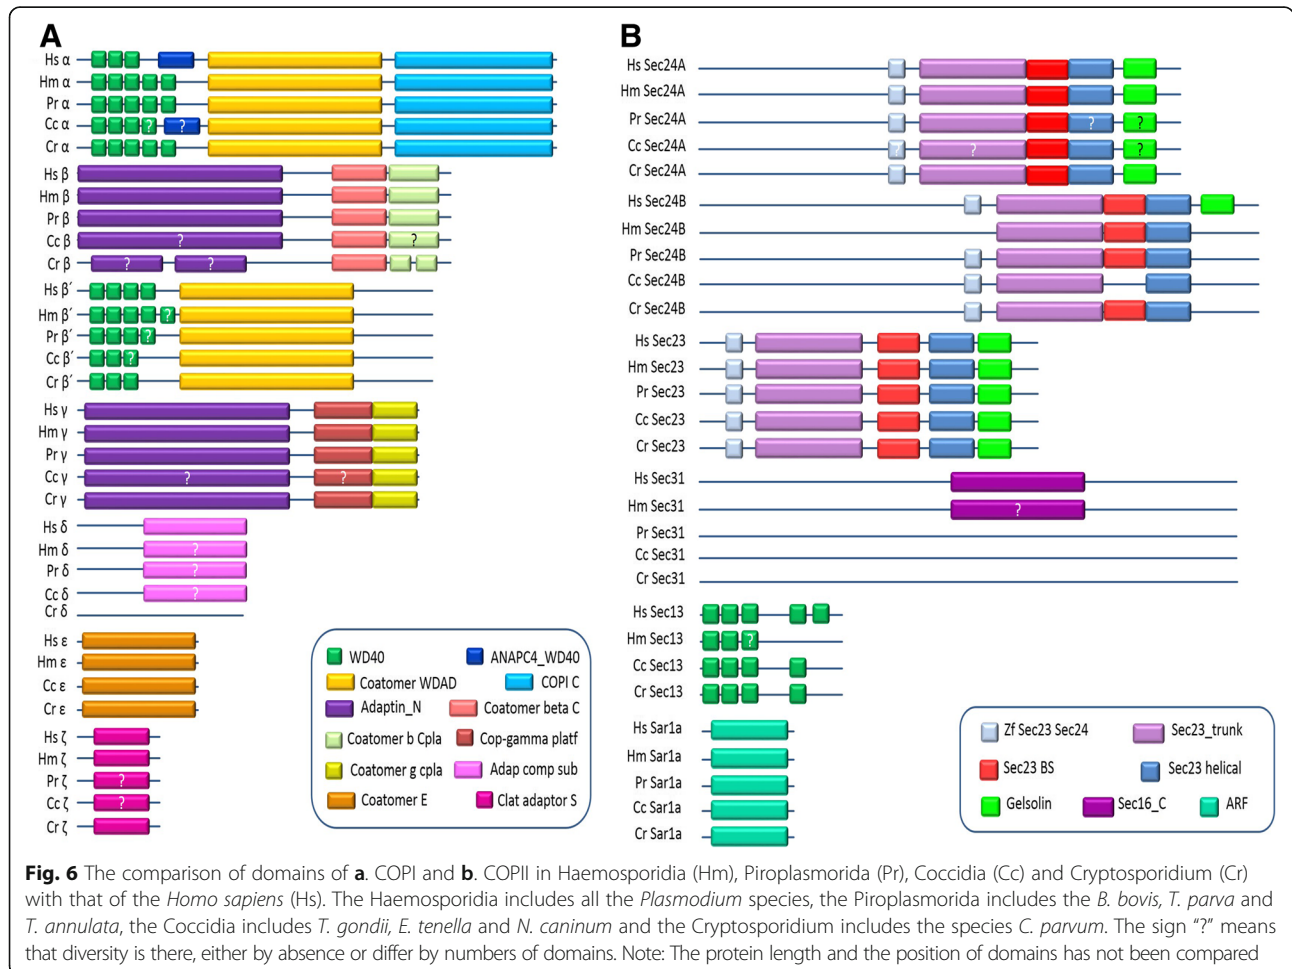 A
Hs α
Hm α
Pr α
Cc α ? ?
Cr α
Hs β
Hm β
Pr β
Cc β ? ?
Cr β ? ?
Hs β´
Hm β´ ?
Pr β´ ?
Cc β´ ?
Cr β´
Hs γ
Hm γ
Pr γ
Cc γ ? ?
Cr γ
Hs δ
Hm δ ?
Pr δ ?
Cc δ ?
Cr δ
Hs ε
Hm ε
Cc ε
Cr ε
Hs ζ
Hm ζ
Pr ζ ?
Cc ζ ?
Cr ζ
WD40 ANAPC4_WD40
Coatomer WDAD COPI C
Adaptin_N Coatomer beta C
Coatomer b Cpla Cop-gamma platf
Coatomer g cpla Adap comp sub
Coatomer E Clat adaptor S
B
Hs Sec24A
Hm Sec24A
Pr Sec24A ? ?
Cc Sec24A ? ? ?
Cr Sec24A
Hs Sec24B
Hm Sec24B
Pr Sec24B
Cc Sec24B
Cr Sec24B
Hs Sec23
Hm Sec23
Pr Sec23
Cc Sec23
Cr Sec23
Hs Sec31
Hm Sec31 ?
Pr Sec31
Cc Sec31
Cr Sec31
Hs Sec13
Hm Sec13 ?
Cc Sec13
Cr Sec13
Hs Sar1a
Hm Sar1a
Pr Sar1a
Cc Sar1a
Cr Sar1a
Zf Sec23 Sec24 Sec23_trunk
Sec23 BS Sec23 helical
Gelsolin Sec16_C ARF
Fig. 6 The comparison of domains of a. COPI and b. COPII in Haemosporidia (Hm), Piroplasmorida (Pr), Coccidia (Cc) and Cryptosporidium (Cr)
with that of the Homo sapiens (Hs). The Haemosporidia includes all the Plasmodium species, the Piroplasmorida includes the B. bovis, T. parva and
T. annulata, the Coccidia includes T. gondii, E. tenella and N. caninum and the Cryptosporidium includes the species C. parvum. The sign “?” means
that diversity is there, either by absence or differ by numbers of domains. Note: The protein length and the position of domains has not been compared